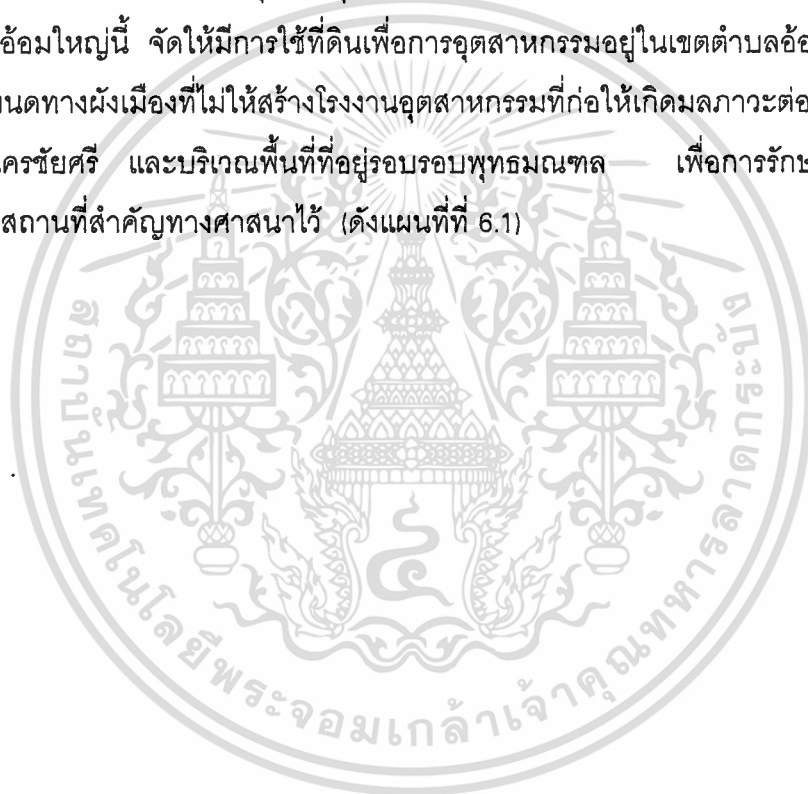 อ้อมใหญ่นี้ จัดให้มีการใช้ที่ดินเพื่อการอุตสาหกรรมอยู่ในเขตตำบลอ้อ
หนดทางผังเมืองที่ไม่ให้สร้างโรงงานอุตสาหกรรมที่ก่อให้เกิดมลภาวะต่อ
นครชัยศรี และบริเวณพื้นที่ที่อยู่รอบรอบพุทธมณฑล เพื่อการรักษ
สถานที่สำคัญทางศาสนาไว้ (ดังแผนที่ที่ 6.1)
สถาบันเทคโนโลยีพระจอมเกล้าเจ้าคุณทหารลาดกระบัง